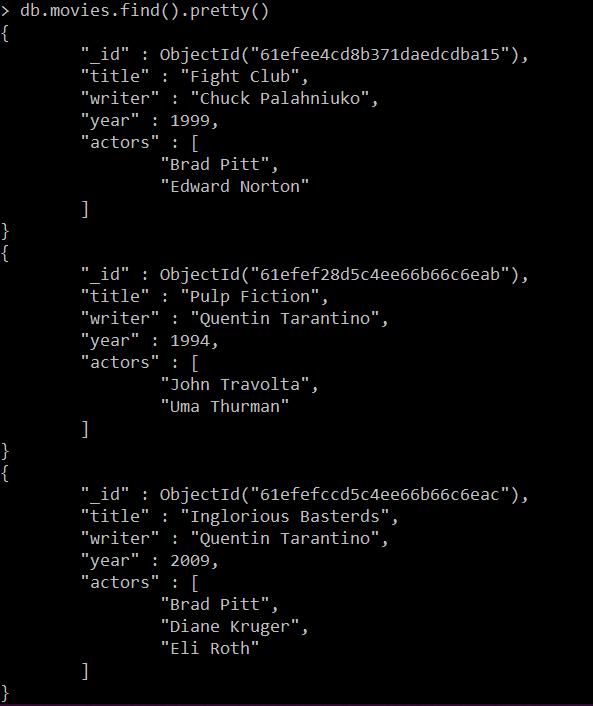 > db.movies.find().pretty()
{
        "_id" : ObjectId("61efee4cd8b371daedcdba15"),
        "title" : "Fight Club",
        "writer" : "Chuck Palahniuko",
        "year" : 1999,
        "actors" : [
                "Brad Pitt",
                "Edward Norton"
        ]
}
{
        "_id" : ObjectId("61efef28d5c4ee66b66c6eab"),
        "title" : "Pulp Fiction",
        "writer" : "Quentin Tarantino",
        "year" : 1994,
        "actors" : [
                "John Travolta",
                "Uma Thurman"
        ]
}
{
        "_id" : ObjectId("61efefccd5c4ee66b66c6eac"),
        "title" : "Inglorious Basterds",
        "writer" : "Quentin Tarantino",
        "year" : 2009,
        "actors" : [
                "Brad Pitt",
                "Diane Kruger",
                "Eli Roth"
        ]
}